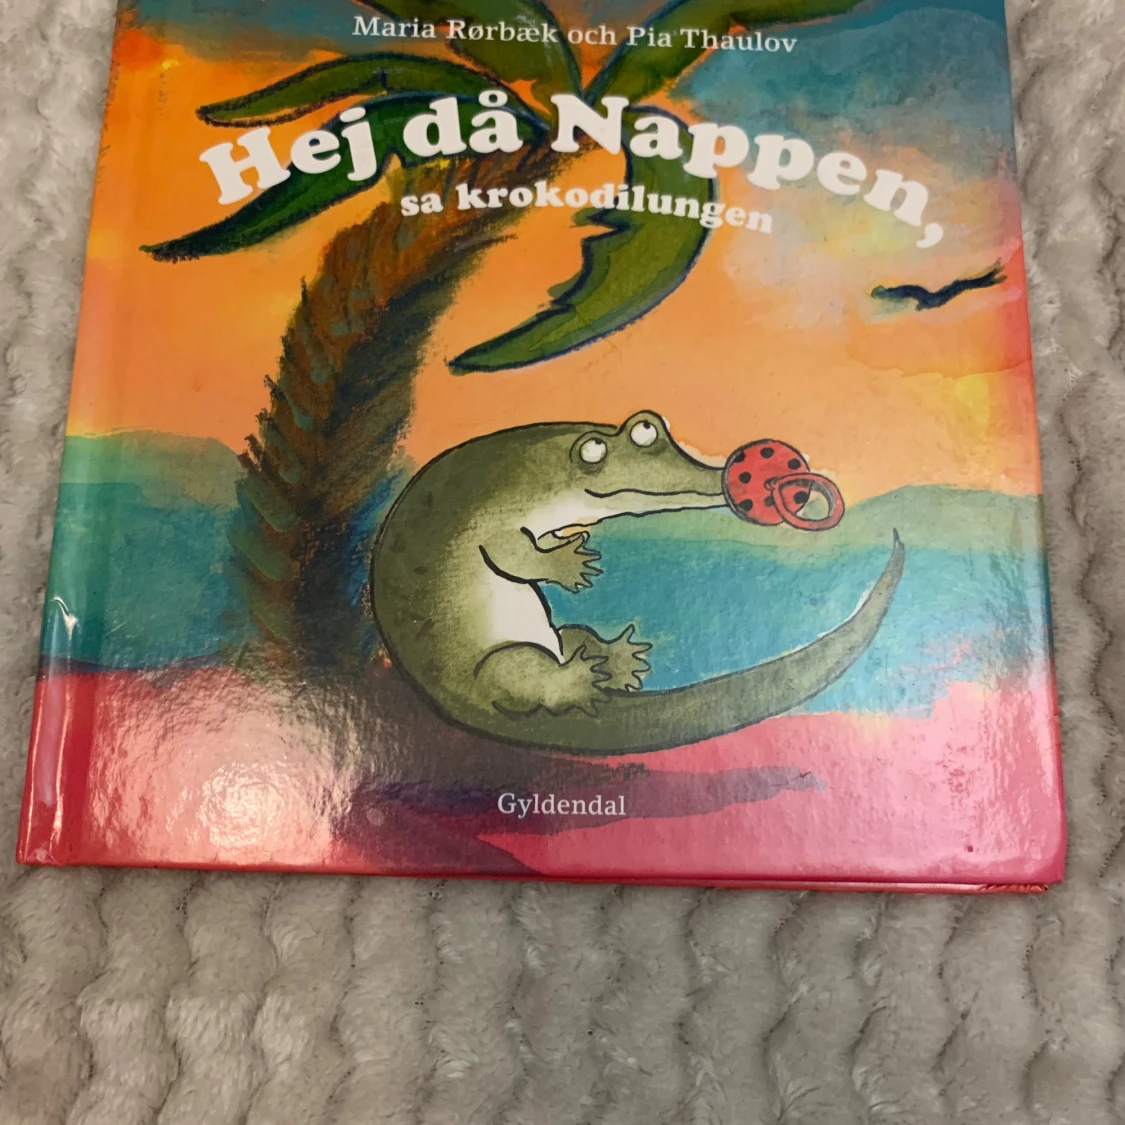 Maria Rørbæk och Pia Thaulov
Hej då Nappen,
sa krokodilungen
Gyldendal